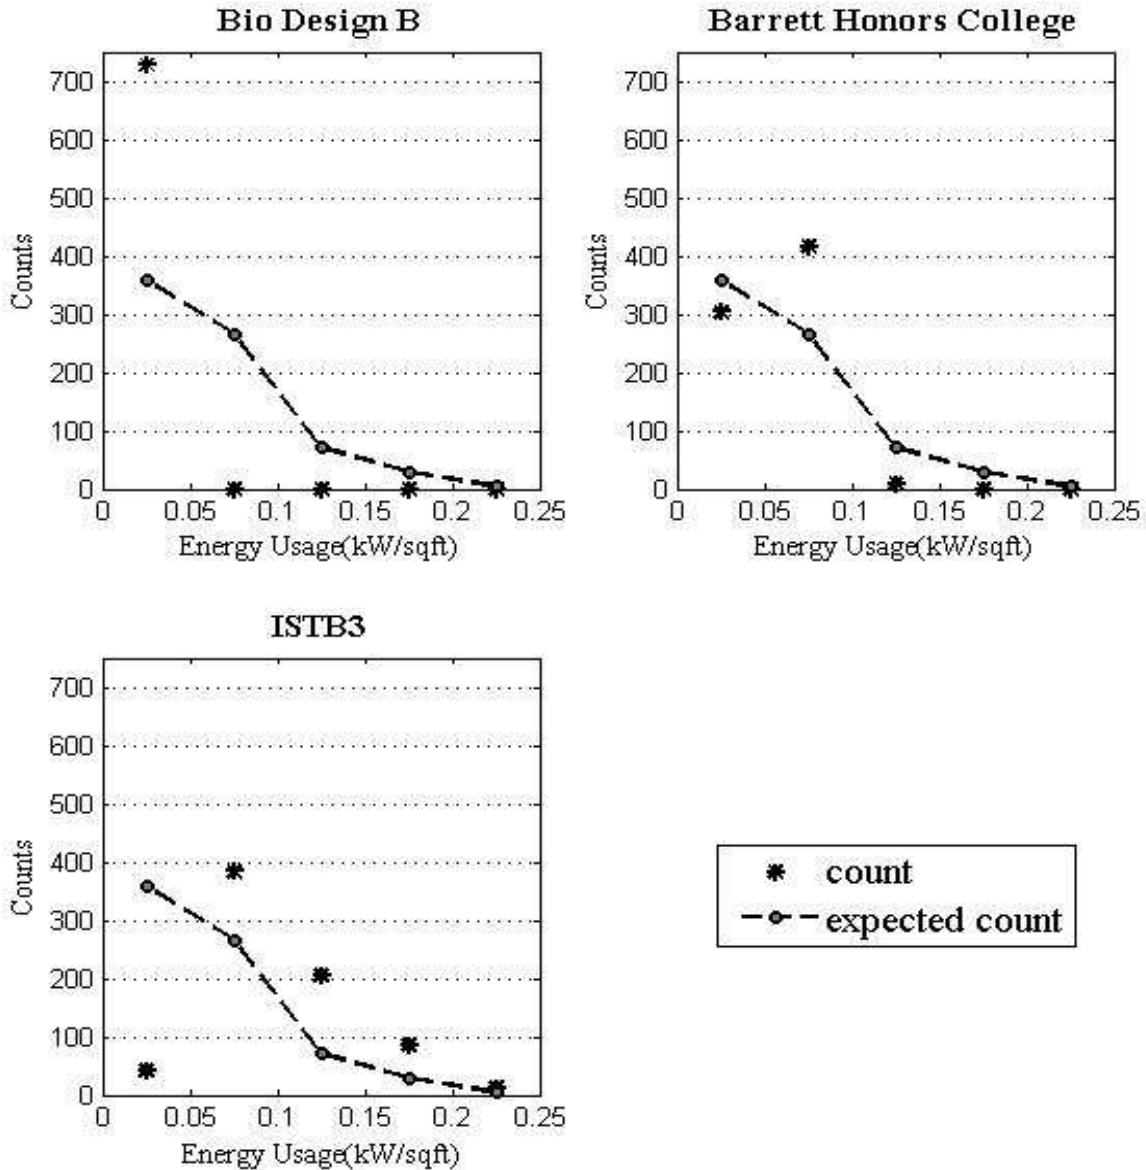 Bio Design B
700
600
500
400
300
200
100
0
Counts
0 0.05 0.1 0.15 0.2 0.25
Energy Usage(kW/sqft)
Barrett Honors College
700
600
500
400
300
200
100
0
Counts
0 0.05 0.1 0.15 0.2 0.25
Energy Usage(kW/sqft)
ISTB3
700
600
500
400
300
200
100
0
Counts
0 0.05 0.1 0.15 0.2 0.25
Energy Usage(kW/sqft)
count
expected count